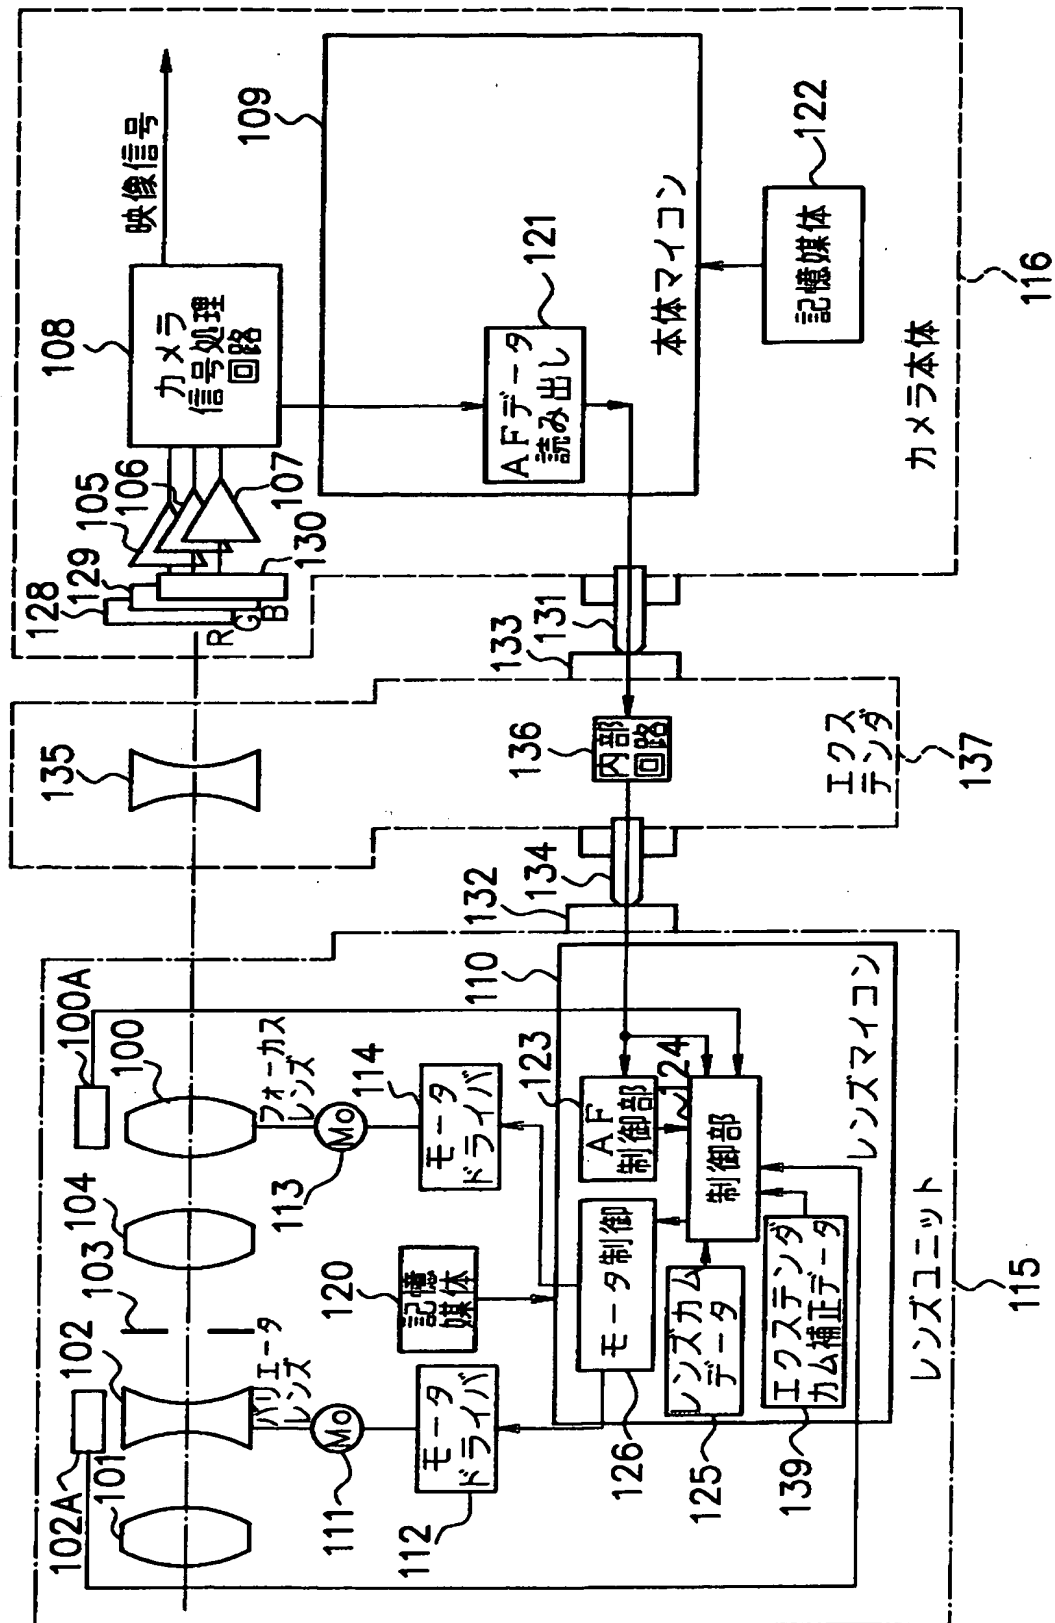 102A
101
102
103
104
100
100A
バリエータ
レンズ
フォーカス
レンズ
Mo
111
Mo
113
モータ
ドライバ
112
モータ
ドライバ
114
記憶
媒体
120
110
モータ制御
126
AF
制御部
123
124
制御部
レンズカム
データ
125
エクステンダ
カム補正データ
139
レンズマイコン
レンズユニット
115
132
134
135
内部
回路
136
133
131
エクス
テンダ
137
128
129
130
R
G
B
105
106
107
カメラ
信号処理
回路
108
映像信号
109
AFデータ
読み出し
121
本体マイコン
記憶媒体
122
カメラ本体
116